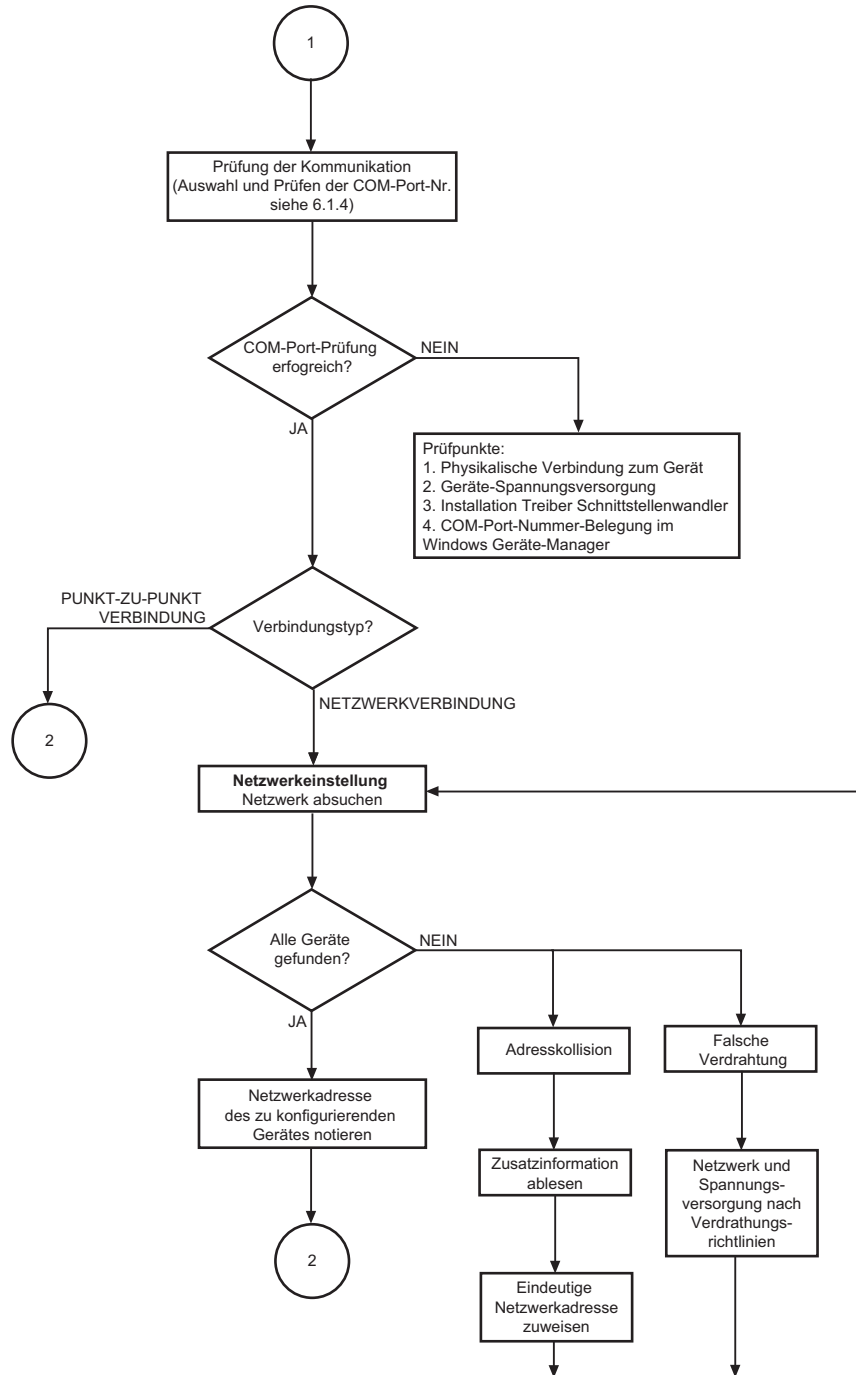 1
Prüfung der Kommunikation
(Auswahl und Prüfen der COM-Port-Nr.
siehe 6.1.4)
COM-Port-Prüfung
erfogreich?
NEIN
JA
Prüfpunkte:
1. Physikalische Verbindung zum Gerät
2. Geräte-Spannungsversorgung
3. Installation Treiber Schnittstellenwandler
4. COM-Port-Nummer-Belegung im
Windows Geräte-Manager
PUNKT-ZU-PUNKT
VERBINDUNG
Verbindungstyp?
2
NETZWERKVERBINDUNG
Netzwerkeinstellung
Netzwerk absuchen
Alle Geräte
gefunden?
NEIN
JA
Adresskollision
Falsche
Verdrahtung
Netzwerkadresse
des zu konfigurierenden
Gerätes notieren
Zusatzinformation
ablesen
Netzwerk und
Spannungs-
versorgung nach
Verdrathungs-
richtlinien
2
Eindeutige
Netzwerkadresse
zuweisen